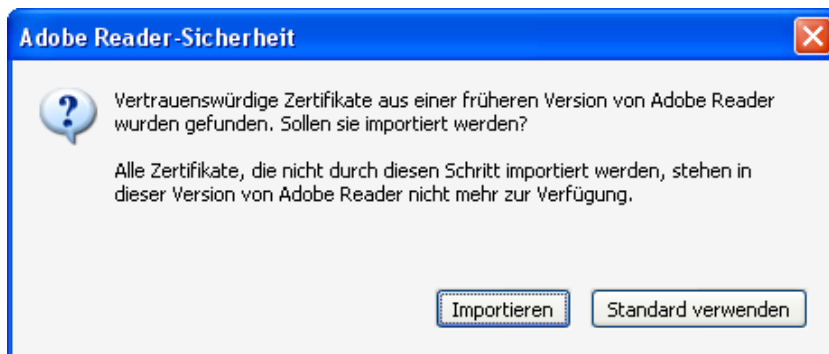 Adobe Reader-Sicherheit
Vertrauenswürdige Zertifikate aus einer früheren Version von Adobe Reader
wurden gefunden. Sollen sie importiert werden?
Alle Zertifikate, die nicht durch diesen Schritt importiert werden, stehen in
dieser Version von Adobe Reader nicht mehr zur Verfügung.
Importieren Standard verwenden